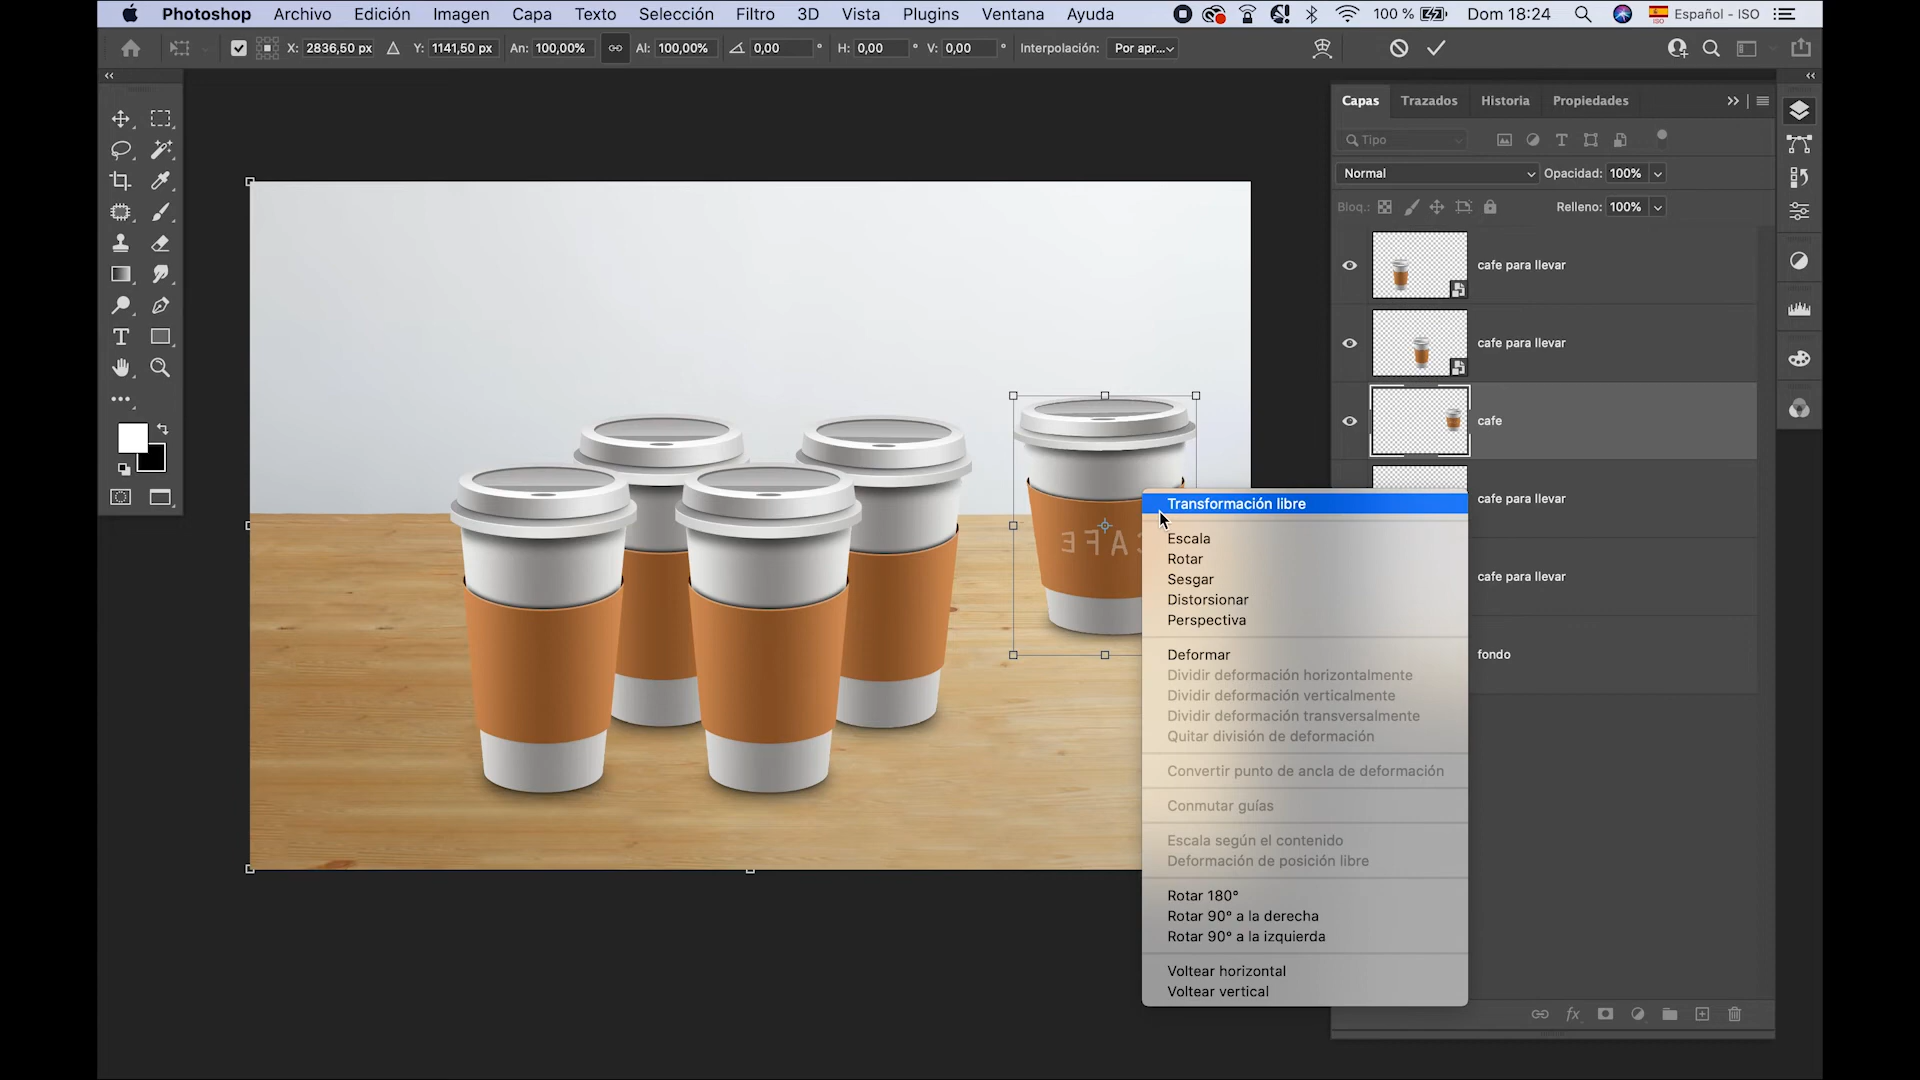 Photoshop Archivo Edición Imagen Capa Texto Selección Filtro 3D Vista Plugins Ventana Ayuda 100 % Dom 18:24 Español - ISO
X: 2836,50 px Y: 1141,50 px An: 100,00% Al: 100,00% 0,00 ° H: 0,00 ° V: 0,00 ° Interpolación: Por apr...
Capas Trazados Historia Propiedades
Tipo
Normal Opacidad: 100%
Bloq.: Relleno: 100%
cafe para llevar
cafe para llevar
cafe
cafe para llevar
cafe para llevar
fondo
CAFE
Transformación libre
Escala
Rotar
Sesgar
Distorsionar
Perspectiva
Deformar
Dividir deformación horizontalmente
Dividir deformación verticalmente
Dividir deformación transversalmente
Quitar división de deformación
Convertir punto de ancla de deformación
Conmutar guías
Escala según el contenido
Deformación de posición libre
Rotar 180°
Rotar 90° a la derecha
Rotar 90° a la izquierda
Voltear horizontal
Voltear vertical